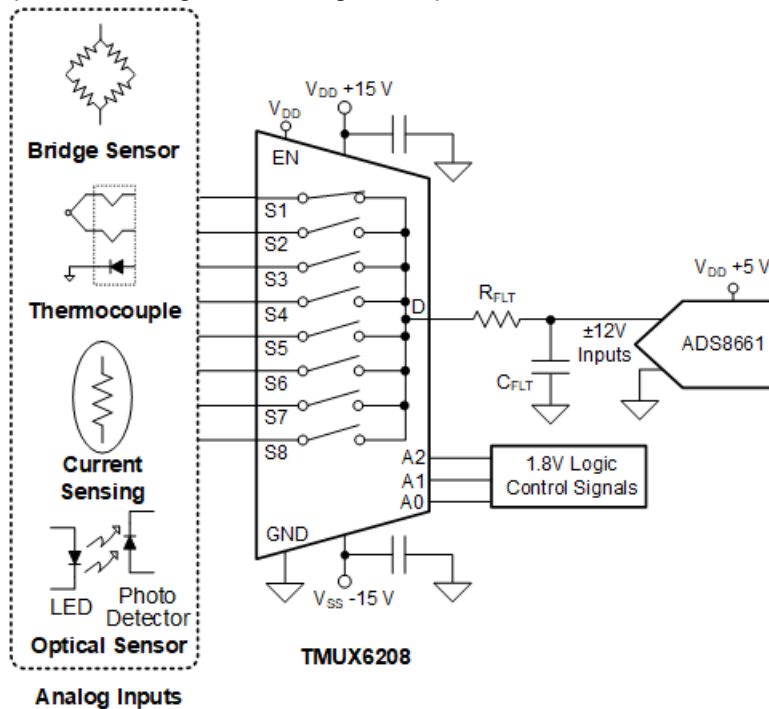 Bridge Sensor
Thermocouple
Current
Sensing
LED
Photo
Detector
Optical Sensor
Analog Inputs
VDD
VDD +15 V
EN
S1
S2
S3
S4
S5
S6
S7
S8
D
A2
A1
A0
GND
VSS -15 V
TMUX6208
RFLT
CFLT
±12V
Inputs
VDD +5 V
ADS8661
1.8V Logic
Control Signals